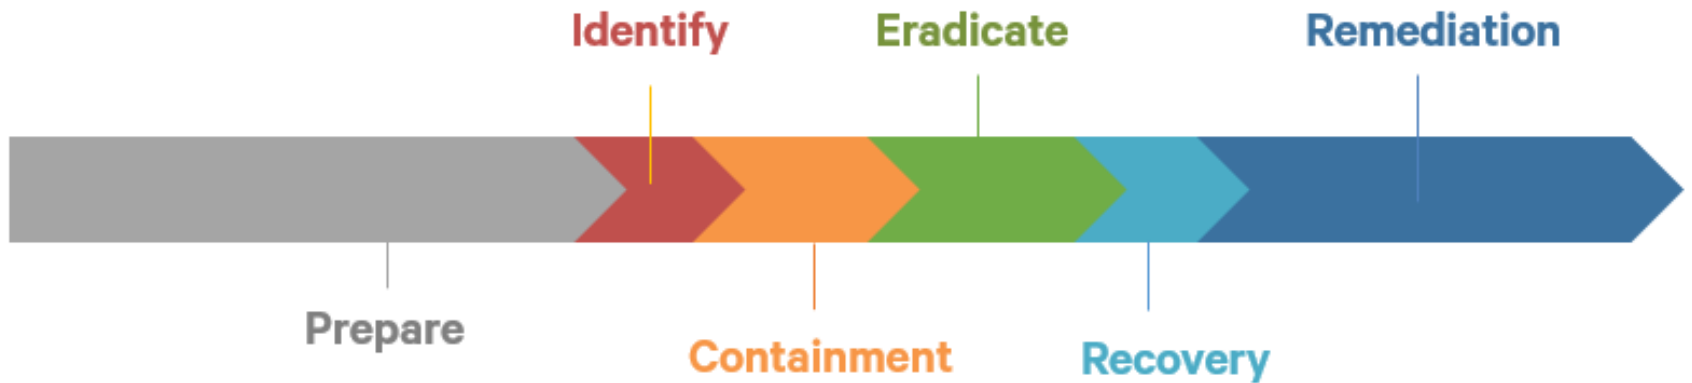 Identify
Eradicate
Remediation
Prepare
Containment
Recovery